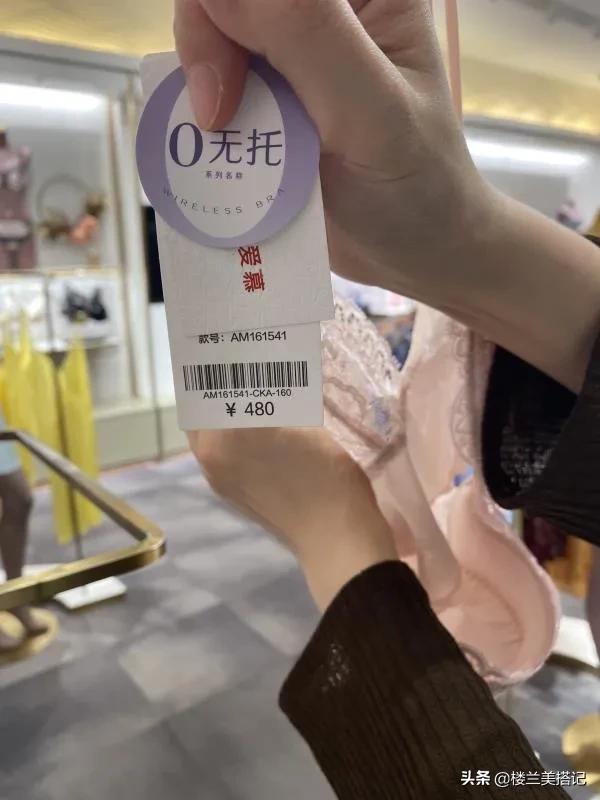 0无托
系列名称
WIRELESS BRA
爱慕
款号: AM161541
AM161541-CKA-160
¥ 480
头条 @楼兰美搭记